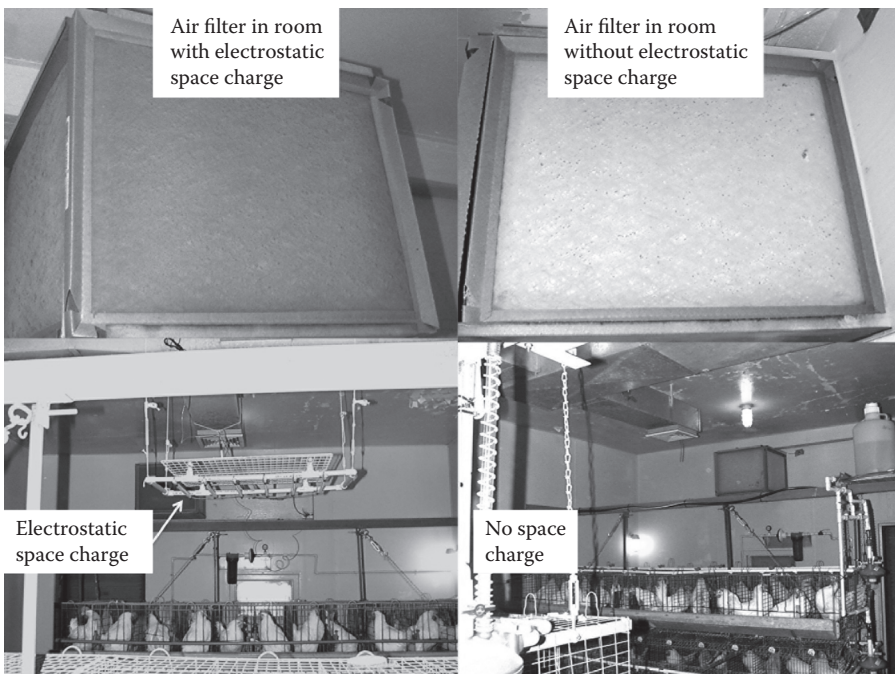 Air filter in room
with electrostatic
space charge
Air filter in room
without electrostatic
space charge
Electrostatic
space charge
No space
charge